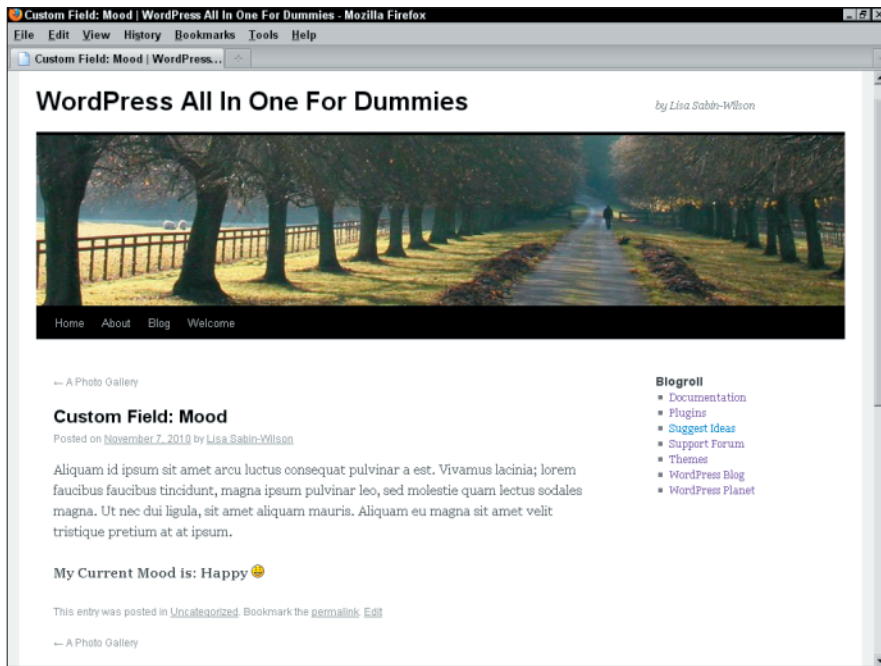 Custom Field: Mood | WordPress All In One For Dummies - Mozilla Firefox
File Edit View History Bookmarks Tools Help
Custom Field: Mood | WordPress...
WordPress All In One For Dummies
by Lisa Sabin-Wilson
Home About Blog Welcome
← A Photo Gallery
Custom Field: Mood
Posted on November 7, 2010 by Lisa Sabin-Wilson
Aliquam id ipsum sit amet arcu luctus consequat pulvinar a est. Vivamus lacinia; lorem
faucibus faucibus tincidunt, magna ipsum pulvinar leo, sed molestie quam lectus sodales
magna. Ut nec dui ligula, sit amet aliquam mauris. Aliquam eu magna sit amet velit
tristique pretium at at ipsum.
My Current Mood is: Happy
This entry was posted in Uncategorized. Bookmark the permalink. Edit
← A Photo Gallery
Blogroll
Documentation
Plugins
Suggest Ideas
Support Forum
Themes
WordPress Blog
WordPress Planet